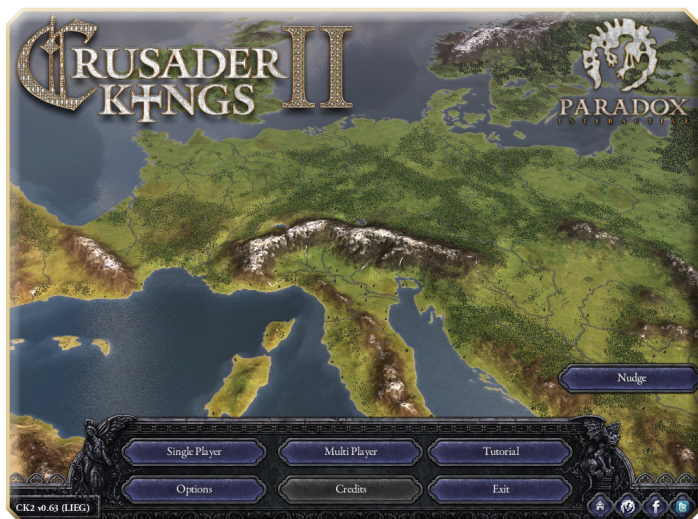 CRUSADER II
KINGS
PARADOX
INTERACTIVE
Nudge
Single Player
Multi Player
Tutorial
Options
Credits
Exit
CK2 v0.63 (LIEG)